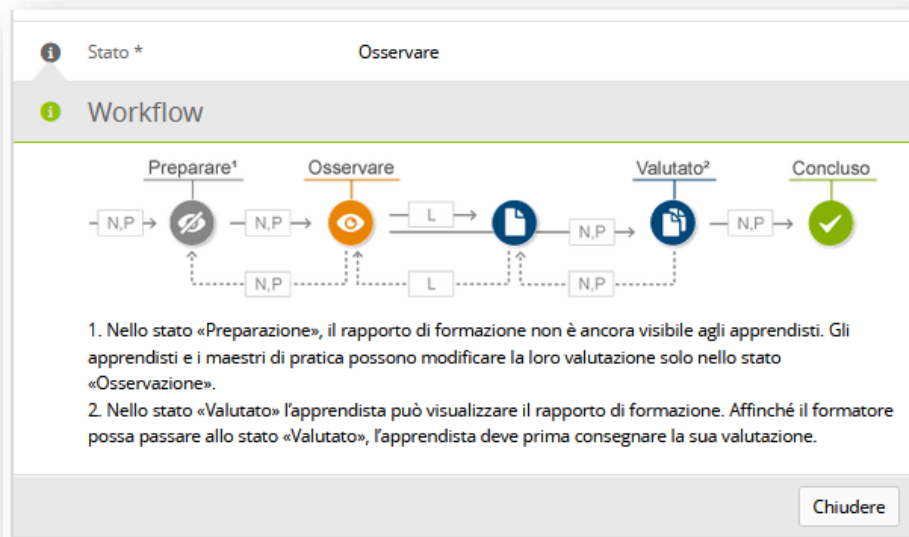 Stato *
Osservare
Workflow
Preparare¹
Osservare
Valutato²
Concluso
N,P
N,P
L
N,P
N,P
N,P
L
N,P
1. Nello stato «Preparazione», il rapporto di formazione non è ancora visibile agli apprendisti. Gli
apprendisti e i maestri di pratica possono modificare la loro valutazione solo nello stato
«Osservazione».
2. Nello stato «Valutato» l'apprendista può visualizzare il rapporto di formazione. Affinché il formatore
possa passare allo stato «Valutato», l'apprendista deve prima consegnare la sua valutazione.
Chiudere